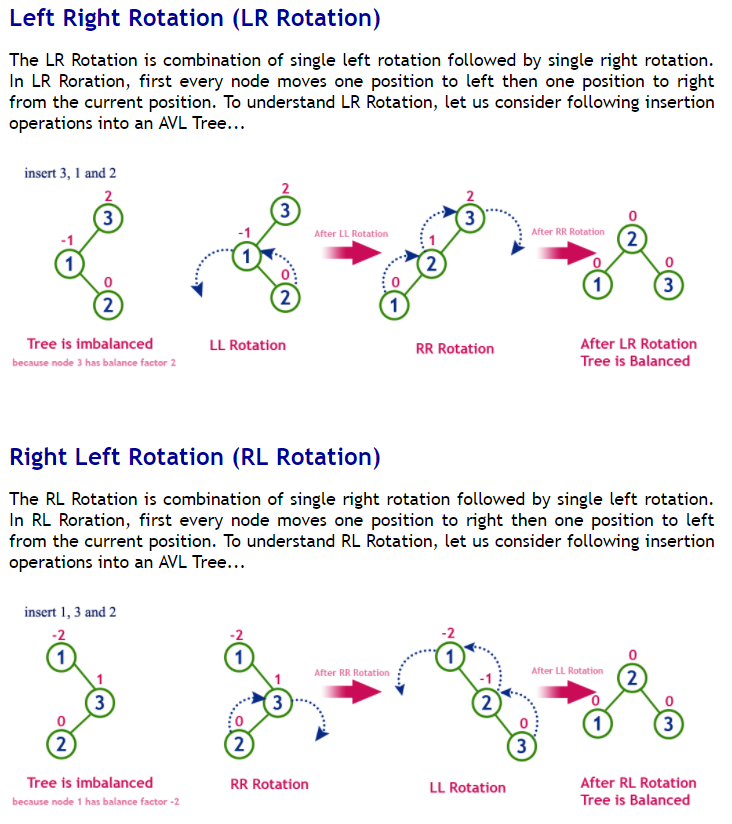 Left Right Rotation (LR Rotation)
The LR Rotation is combination of single left rotation followed by single right rotation.
In LR Roration, first every node moves one position to left then one position to right
from the current position. To understand LR Rotation, let us consider following insertion
operations into an AVL Tree...
insert 3, 1 and 2
2
3
-1
1
0
2
Tree is imbalanced
because node 3 has balance factor 2
2
3
-1
1
0
2
LL Rotation
After LL Rotation
2
3
1
2
0
1
RR Rotation
After RR Rotation
0
2
0
1
0
3
After LR Rotation
Tree is Balanced
Right Left Rotation (RL Rotation)
The RL Rotation is combination of single right rotation followed by single left rotation.
In RL Roration, first every node moves one position to right then one position to left
from the current position. To understand RL Rotation, let us consider following insertion
operations into an AVL Tree...
insert 1, 3 and 2
-2
1
1
3
0
2
Tree is imbalanced
because node 1 has balance factor -2
-2
1
1
3
0
2
RR Rotation
After RR Rotation
-2
1
-1
2
0
3
LL Rotation
After LL Rotation
0
2
0
1
0
3
After RL Rotation
Tree is Balanced